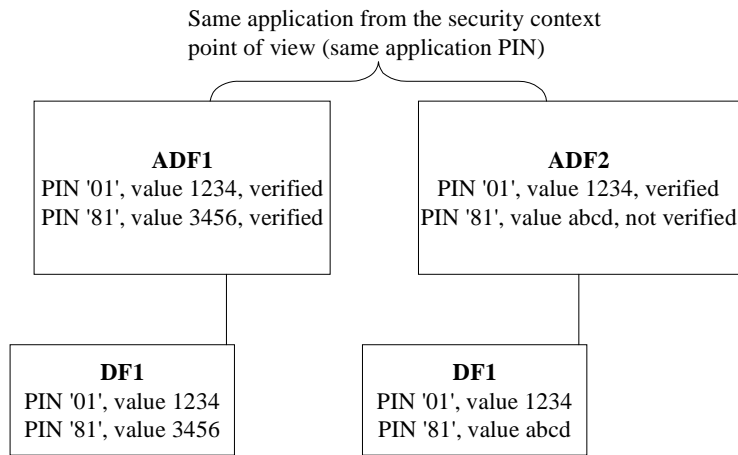 Same application from the security context
point of view (same application PIN)
ADF1
PIN '01', value 1234, verified
PIN '81', value 3456, verified
ADF2
PIN '01', value 1234, verified
PIN '81', value abcd, not verified
DF1
PIN '01', value 1234
PIN '81', value 3456
DF1
PIN '01', value 1234
PIN '81', value abcd